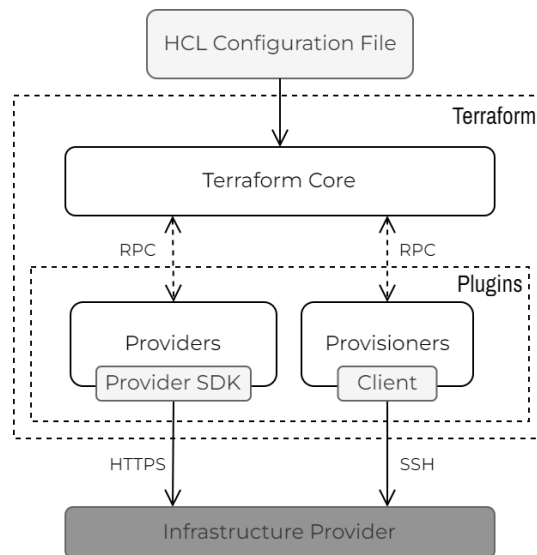 HCL Configuration File
Terraform
Terraform Core
RPC
RPC
Plugins
Providers
Provisioners
Provider SDK
Client
HTTPS
SSH
Infrastructure Provider